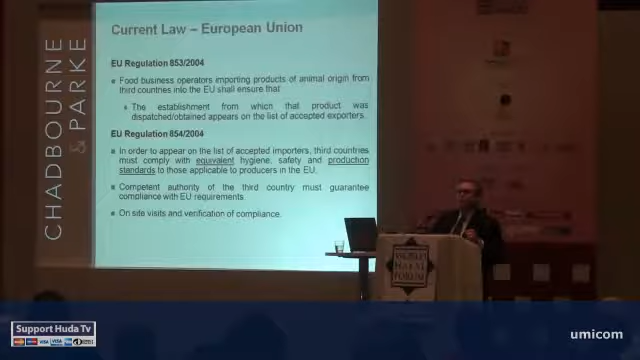 CHADBOURNE
& PARKE
Current Law – European Union
EU Regulation 853/2004
Food business operators importing products of animal origin from
third countries into the EU shall ensure that
The establishment from which that product was
dispatched/obtained appears on the list of accepted exporters.
EU Regulation 854/2004
In order to appear on the list of accepted importers, third countries
must comply with equivalent hygiene, safety and production
standards to those applicable to producers in the EU.
Competent authority of the third country must guarantee
compliance with EU requirements
On site visits and verification of compliance.
HALAL
FORUM
Support Huda Tv
umicom